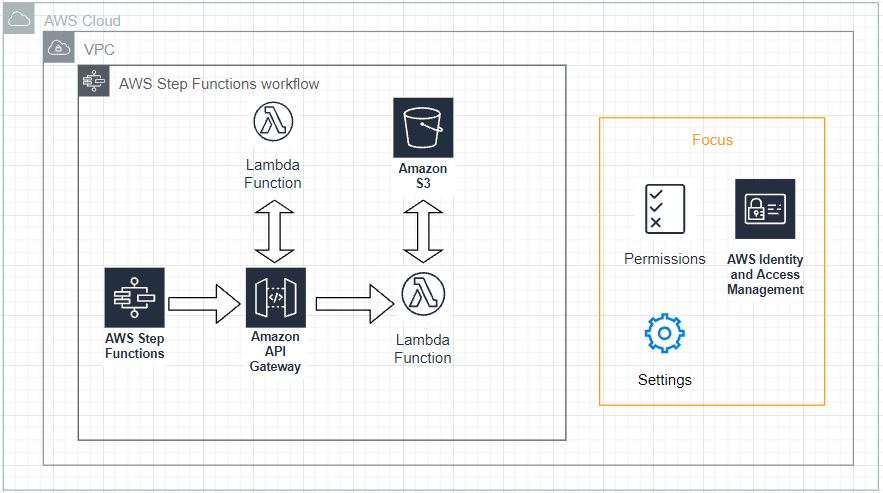 AWS Cloud
VPC
AWS Step Functions workflow
Lambda
Function
Amazon
S3
AWS Step
Functions
Amazon
API
Gateway
Lambda
Function
Focus
Permissions
AWS Identity
and Access
Management
Settings